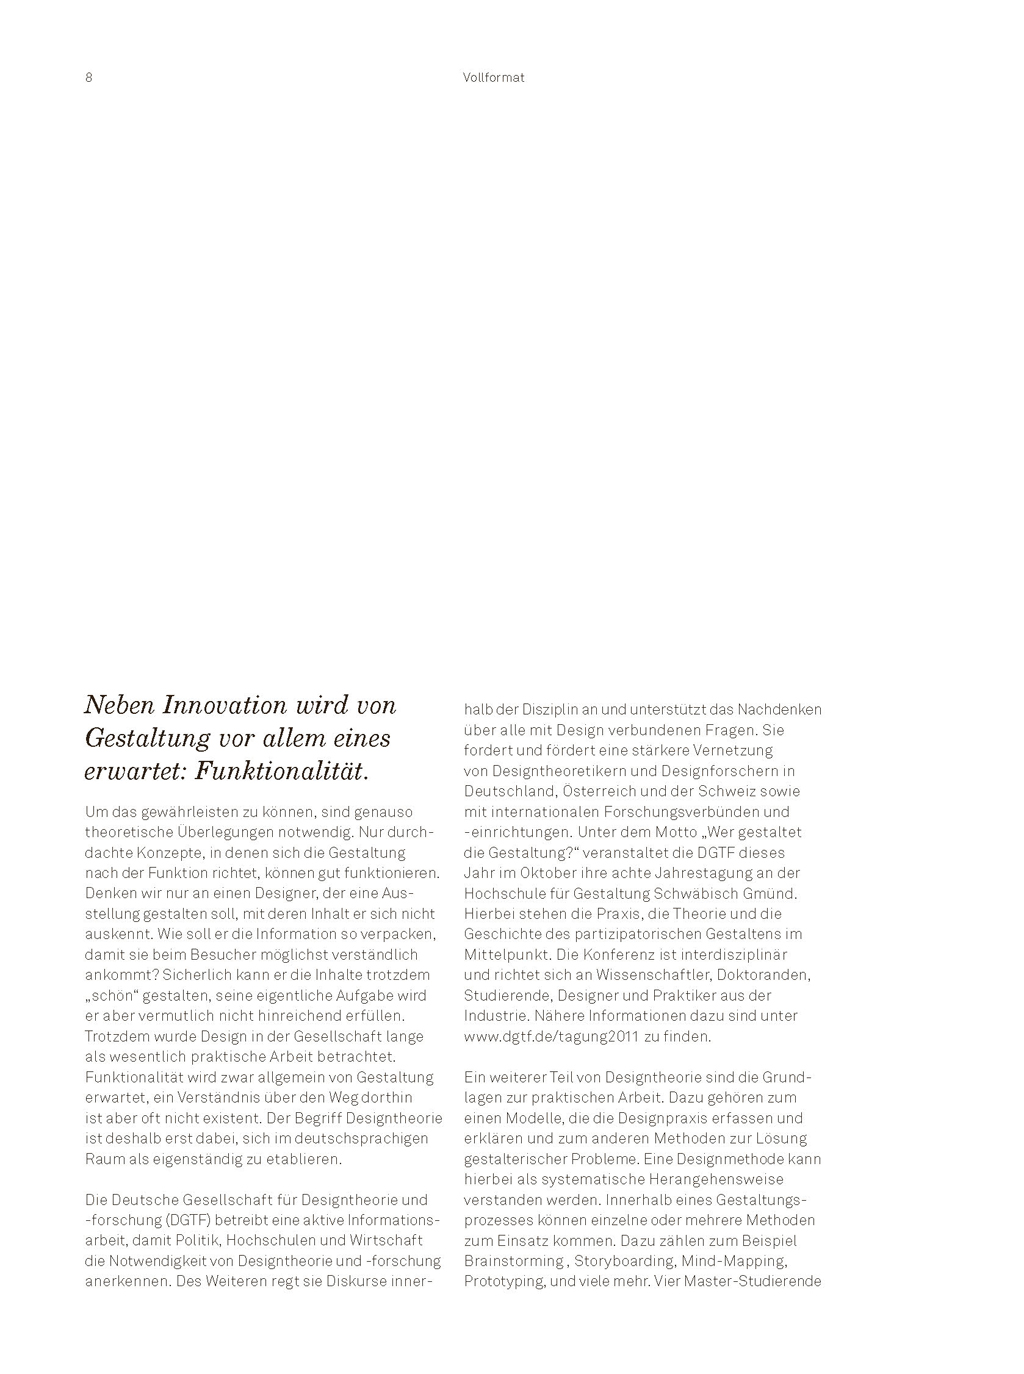 8
Vollformat
Neben Innovation wird von
Gestaltung vor allem eines
erwartet: Funktionalität.
Um das gewährleisten zu können, sind genauso
theoretische Überlegungen notwendig. Nur durch-
dachte Konzepte, in denen sich die Gestaltung
nach der Funktion richtet, können gut funktionieren.
Denken wir nur an einen Designer, der eine Aus-
stellung gestalten soll, mit deren Inhalt er sich nicht
auskennt. Wie soll er die Information so verpacken,
damit sie beim Besucher möglichst verständlich
ankommt? Sicherlich kann er die Inhalte trotzdem
„schön“ gestalten, seine eigentliche Aufgabe wird
er aber vermutlich nicht hinreichend erfüllen.
Trotzdem wurde Design in der Gesellschaft lange
als wesentlich praktische Arbeit betrachtet.
Funktionalität wird zwar allgemein von Gestaltung
erwartet, ein Verständnis über den Weg dorthin
ist aber oft nicht existent. Der Begriff Designtheorie
ist deshalb erst dabei, sich im deutschsprachigen
Raum als eigenständig zu etablieren.
Die Deutsche Gesellschaft für Designtheorie und
-forschung (DGTF) betreibt eine aktive Informations-
arbeit, damit Politik, Hochschulen und Wirtschaft
die Notwendigkeit von Designtheorie und -forschung
anerkennen. Des Weiteren regt sie Diskurse inner-
halb der Disziplin an und unterstützt das Nachdenken
über alle mit Design verbundenen Fragen. Sie
fordert und fördert eine stärkere Vernetzung
von Designtheoretikern und Designforschern in
Deutschland, Österreich und der Schweiz sowie
mit internationalen Forschungsverbünden und
-einrichtungen. Unter dem Motto „Wer gestaltet
die Gestaltung?“ veranstaltet die DGTF dieses
Jahr im Oktober ihre achte Jahrestagung an der
Hochschule für Gestaltung Schwäbisch Gmünd.
Hierbei stehen die Praxis, die Theorie und die
Geschichte des partizipatorischen Gestaltens im
Mittelpunkt. Die Konferenz ist interdisziplinär
und richtet sich an Wissenschaftler, Doktoranden,
Studierende, Designer und Praktiker aus der
Industrie. Nähere Informationen dazu sind unter
www.dgtf.de/tagung2011 zu finden.
Ein weiterer Teil von Designtheorie sind die Grund-
lagen zur praktischen Arbeit. Dazu gehören zum
einen Modelle, die die Designpraxis erfassen und
erklären und zum anderen Methoden zur Lösung
gestalterischer Probleme. Eine Designmethode kann
hierbei als systematische Herangehensweise
verstanden werden. Innerhalb eines Gestaltungs-
prozesses können einzelne oder mehrere Methoden
zum Einsatz kommen. Dazu zählen zum Beispiel
Brainstorming , Storyboarding, Mind-Mapping,
Prototyping, und viele mehr. Vier Master-Studierende